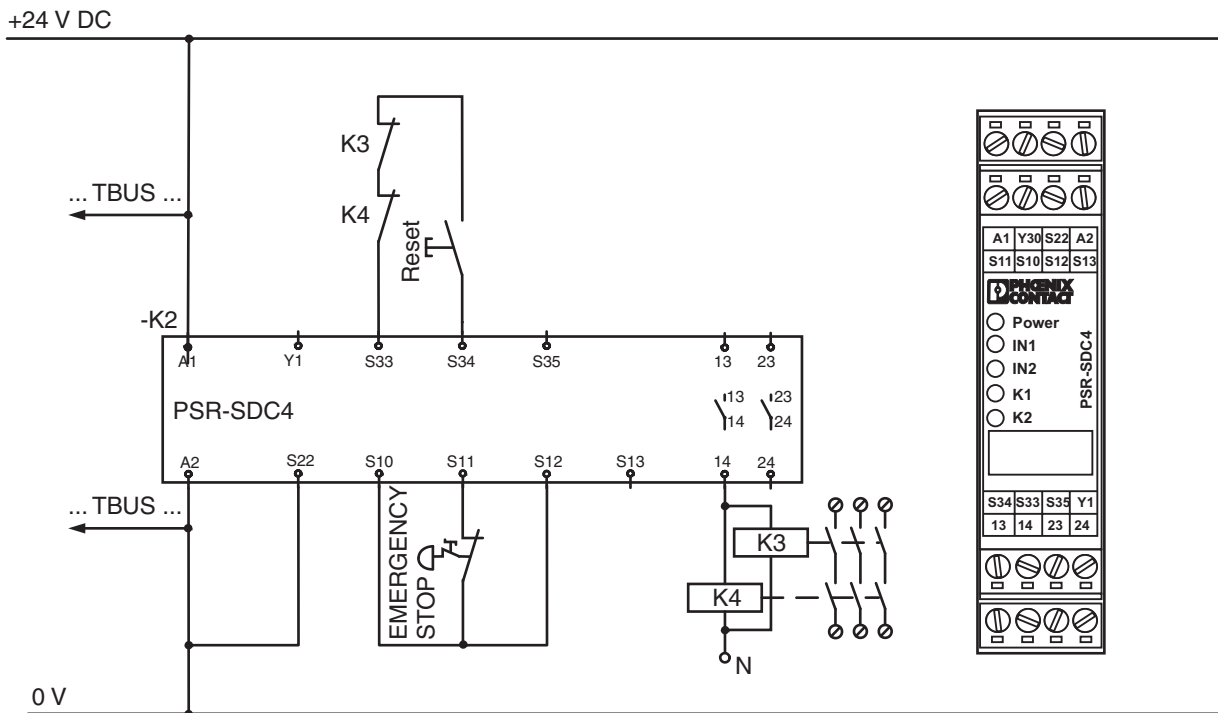 +24 V DC
K3
K4
... TBUS ...
Reset
-K2
A1 Y1 S33 S34 S35 13 23
PSR-SDC4
13 23
14 24
A2 S22 S10 S11 S12 S13 14 24
... TBUS ...
EMERGENCY
STOP
K3
K4
N
0 V
A1 Y30 S22 A2
S11 S10 S12 S13
PHŒNIX
CONTACT
Power
IN1
IN2
K1
K2
PSR-SDC4
S34 S33 S35 Y1
13 14 23 24